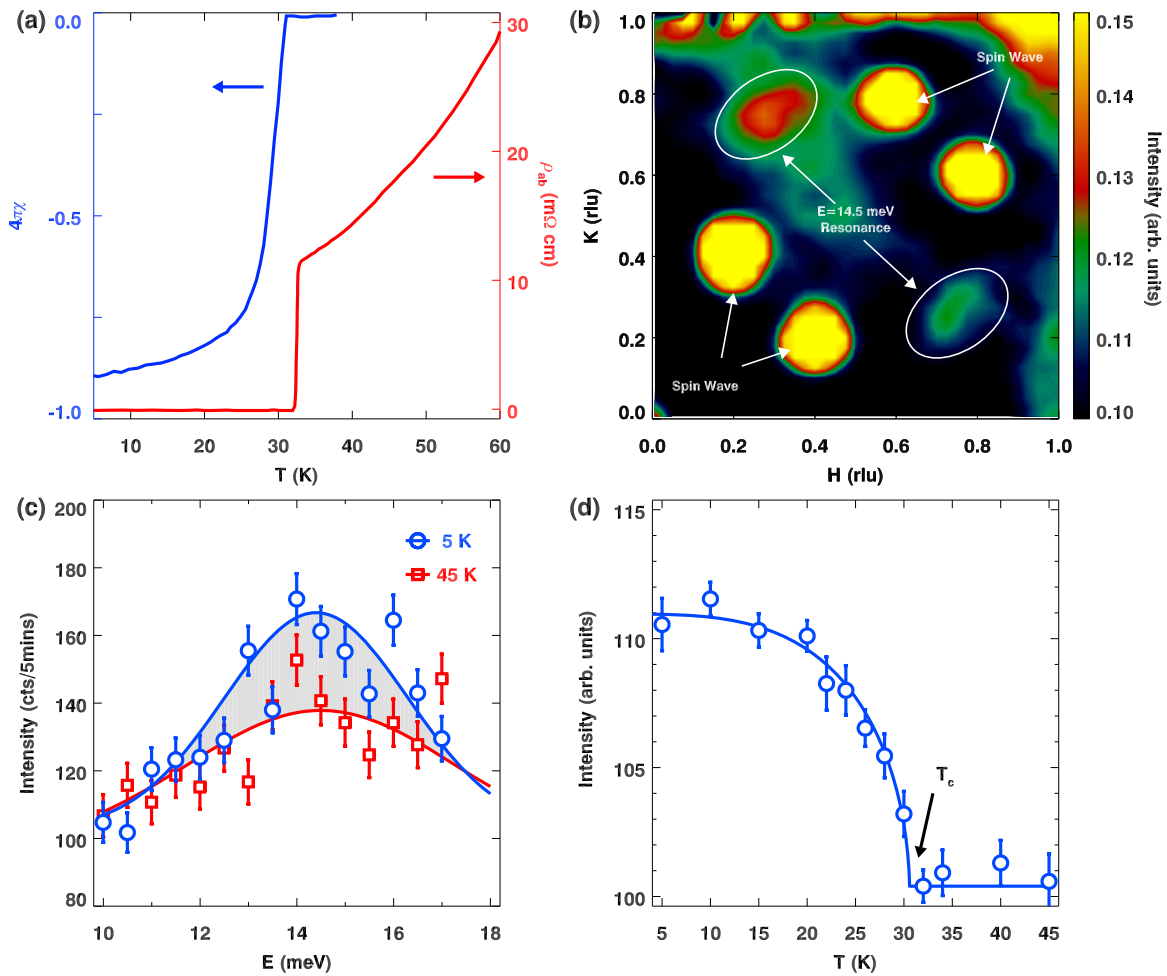 (a)
0.0
-0.5
-1.0
4πχ
10 20 30 40 50 60
T (K)
30
20
10
0
ρab (mΩ cm)
(b)
1.0
0.8
0.6
0.4
0.2
0.0
K (rlu)
0.0 0.2 0.4 0.6 0.8 1.0
H (rlu)
Spin Wave
E=14.5 meV
Resonance
Spin Wave
0.15
0.14
0.13
0.12
0.11
0.10
Intensity (arb. units)
(c)
200
180
160
140
120
100
80
Intensity (cts/5mins)
5 K
45 K
10 12 14 16 18
E (meV)
(d)
115
110
105
100
Intensity (arb. units)
Tc
5 10 15 20 25 30 35 40 45
T (K)